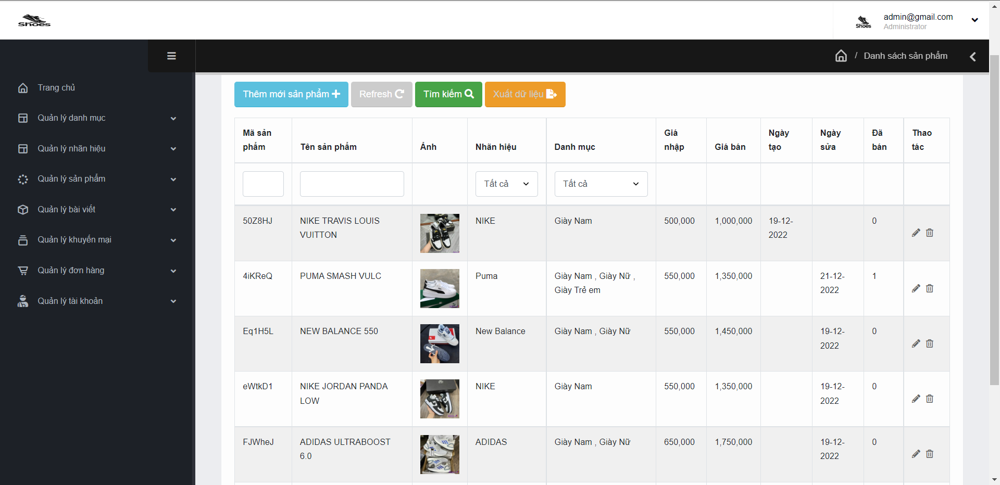 Shoes
Shoes
admin@gmail.com
Administrator
/ Danh sách sản phẩm
Trang chủ
Quản lý danh mục
Quản lý nhãn hiệu
Quản lý sản phẩm
Quản lý bài viết
Quản lý khuyến mại
Quản lý đơn hàng
Quản lý tài khoản
Thêm mới sản phẩm Refresh Tìm kiếm Xuất dữ liệu
Mã sản phẩm Tên sản phẩm Ảnh Nhãn hiệu Danh mục Giá nhập Giá bán Ngày tạo Ngày sửa Đã bán Thao tác
Tất cả Tất cả
50Z8HJ NIKE TRAVIS LOUIS VUITTON NIKE Giày Nam 500,000 1,000,000 19-12-2022 0
4iKReQ PUMA SMASH VULC Puma Giày Nam , Giày Nữ , Giày Trẻ em 550,000 1,350,000 21-12-2022 1
Eq1H5L NEW BALANCE 550 New Balance Giày Nam , Giày Nữ 550,000 1,450,000 19-12-2022 0
eWtkD1 NIKE JORDAN PANDA LOW NIKE Giày Nam 550,000 1,350,000 19-12-2022 0
FJWheJ ADIDAS ULTRABOOST 6.0 ADIDAS Giày Nam , Giày Nữ 650,000 1,750,000 19-12-2022 0